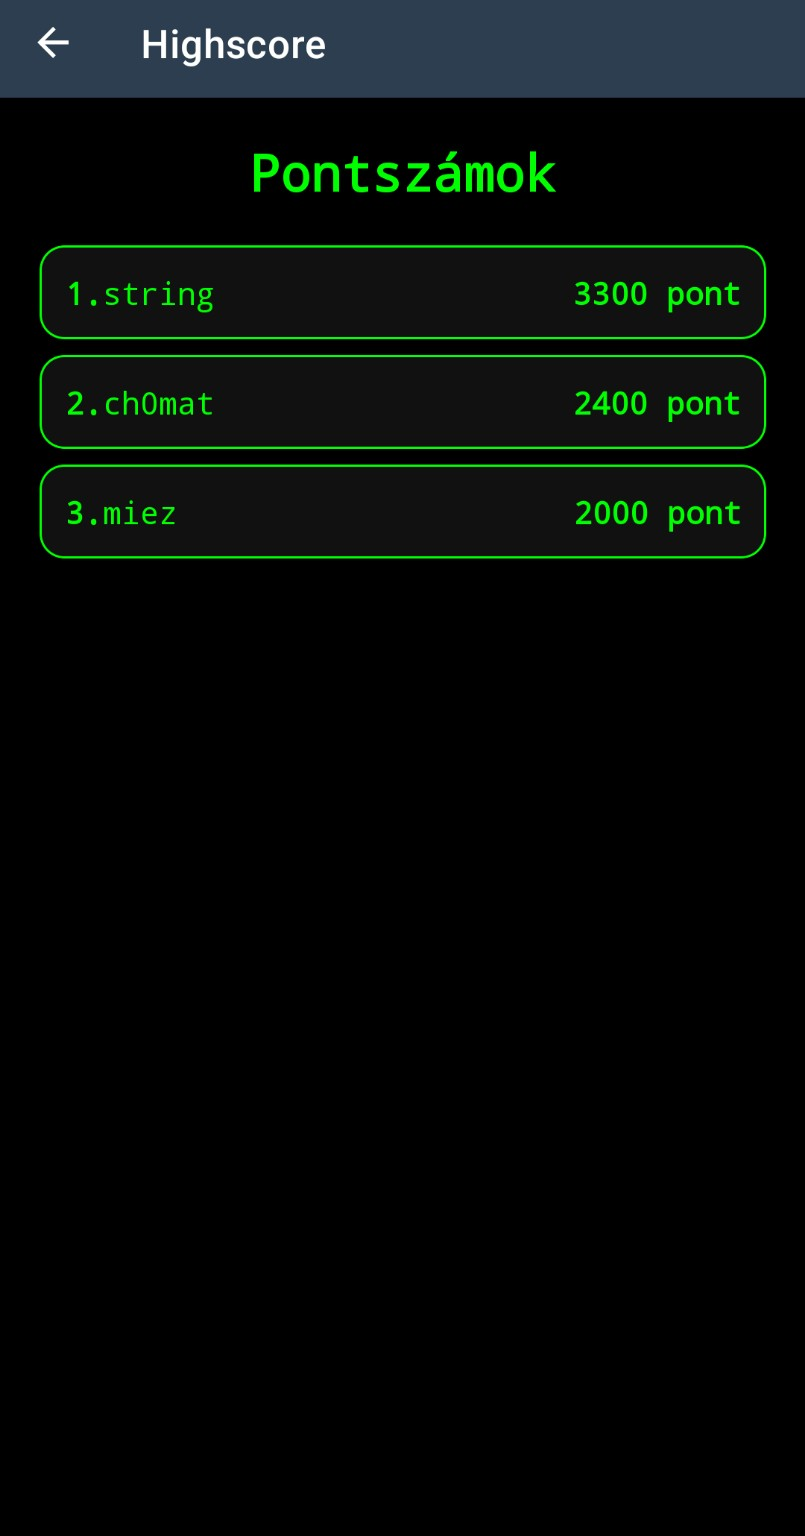 Highscore
Pontszámok
1.string 3300 pont
2.ch0mat 2400 pont
3.miez 2000 pont